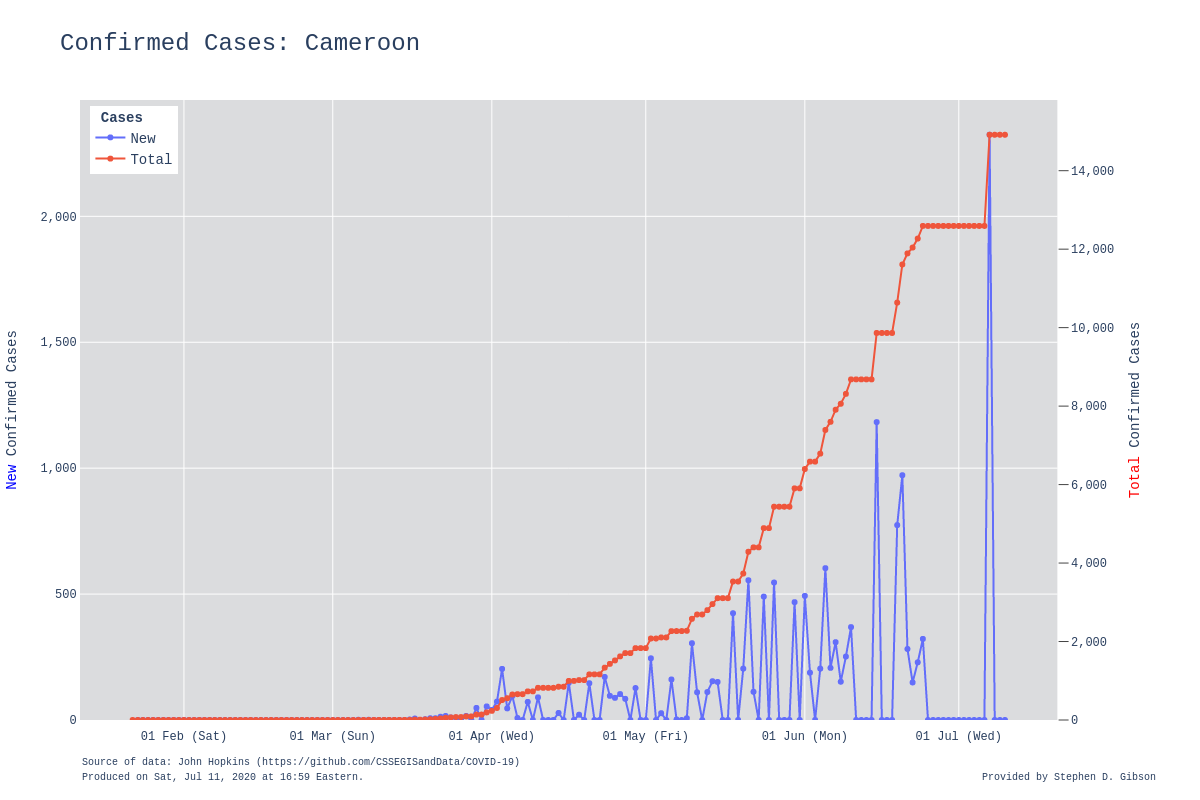 Confirmed Cases: Cameroon
Cases
New
Total
2,000
1,500
1,000
500
0
New Confirmed Cases
14,000
12,000
10,000
8,000
6,000
4,000
2,000
0
Total Confirmed Cases
01 Feb (Sat)
01 Mar (Sun)
01 Apr (Wed)
01 May (Fri)
01 Jun (Mon)
01 Jul (Wed)
Source of data: John Hopkins (https://github.com/CSSEGISandData/COVID-19)
Produced on Sat, Jul 11, 2020 at 16:59 Eastern.
Provided by Stephen D. Gibson